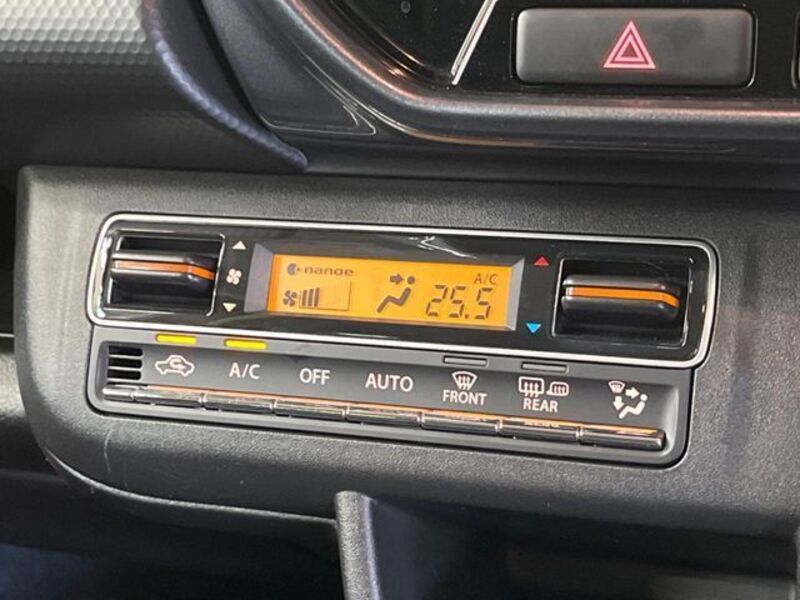 nanoe
A/C
25.5
A/C OFF AUTO FRONT REAR